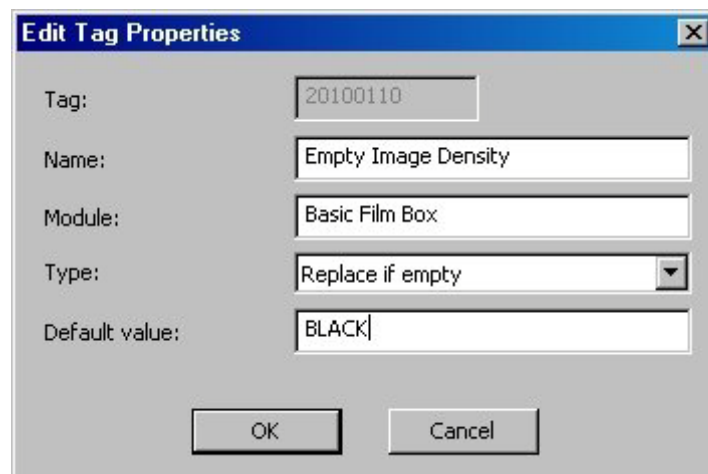 Edit Tag Properties
Tag: 20100110
Name: Empty Image Density
Module: Basic Film Box
Type: Replace if empty
Default value: BLACK
OK Cancel